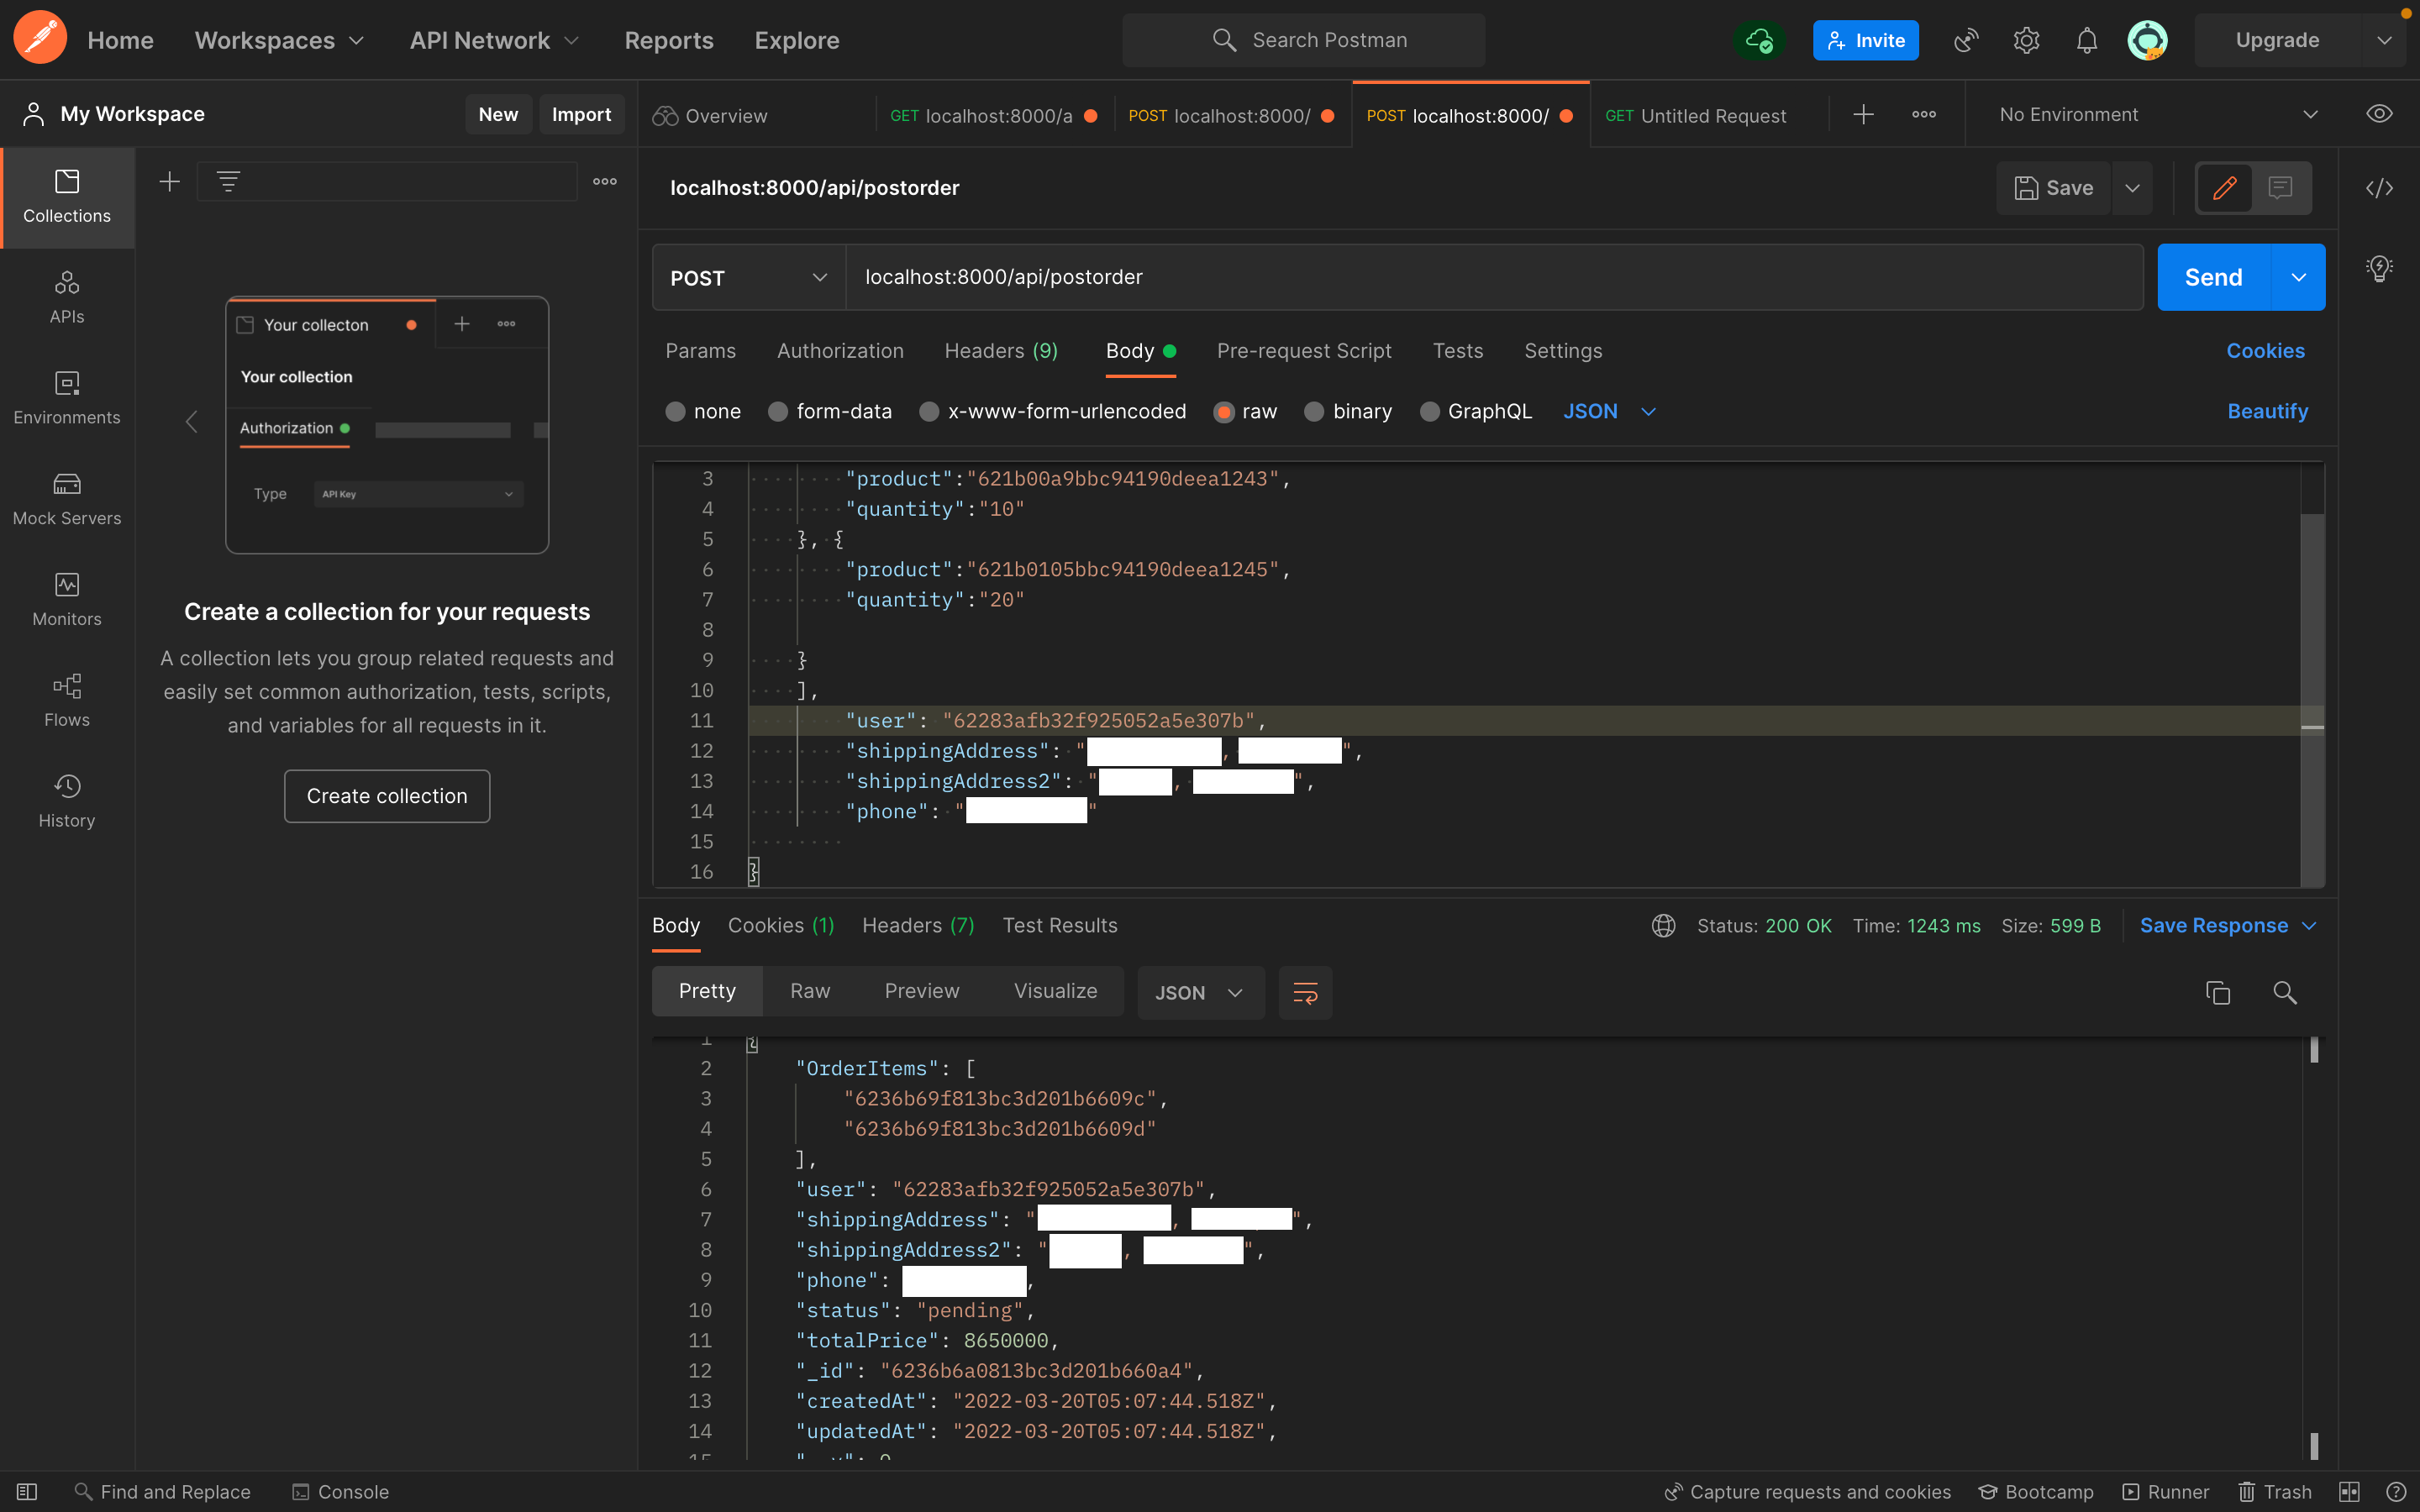 Home Workspaces API Network Reports Explore Search Postman Invite Upgrade
My Workspace New Import
Overview GET localhost:8000/a POST localhost:8000/ POST localhost:8000/ GET Untitled Request No Environment
Collections
APIs
Environments
Mock Servers
Monitors
Flows
History
Your collecton
Your collection
Authorization
Type API Key
Create a collection for your requests
A collection lets you group related requests and
easily set common authorization, tests, scripts,
and variables for all requests in it.
Create collection
localhost:8000/api/postorder Save
POST localhost:8000/api/postorder Send
Params Authorization Headers (9) Body Pre-request Script Tests Settings Cookies
none form-data x-www-form-urlencoded raw binary GraphQL JSON Beautify
3 "product":"621b00a9bbc94190deea1243",
4 "quantity":"10"
5 }, {
6 "product":"621b0105bbc94190deea1245",
7 "quantity":"20"
8
9 }
10 ],
11 "user": "62283afb32f925052a5e307b",
12 "shippingAddress": " , ",
13 "shippingAddress2": " , ",
14 "phone": " "
15
16 }
Body Cookies (1) Headers (7) Test Results Status: 200 OK Time: 1243 ms Size: 599 B Save Response
Pretty Raw Preview Visualize JSON
1 {
2 "OrderItems": [
3 "6236b69f813bc3d201b6609c",
4 "6236b69f813bc3d201b6609d"
5 ],
6 "user": "62283afb32f925052a5e307b",
7 "shippingAddress": " , ",
8 "shippingAddress2": " , ",
9 "phone": ,
10 "status": "pending",
11 "totalPrice": 8650000,
12 "_id": "6236b6a0813bc3d201b660a4",
13 "createdAt": "2022-03-20T05:07:44.518Z",
14 "updatedAt": "2022-03-20T05:07:44.518Z",
Find and Replace Console Capture requests and cookies Bootcamp Runner Trash